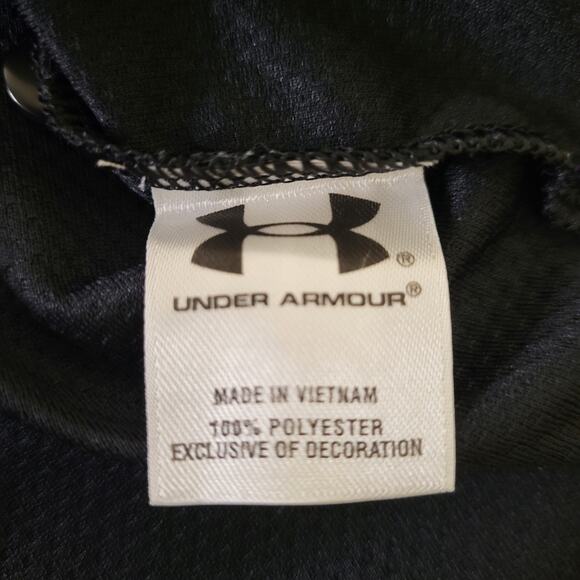 ®
UNDER ARMOUR®
MADE IN VIETNAM
100% POLYESTER
EXCLUSIVE OF DECORATION